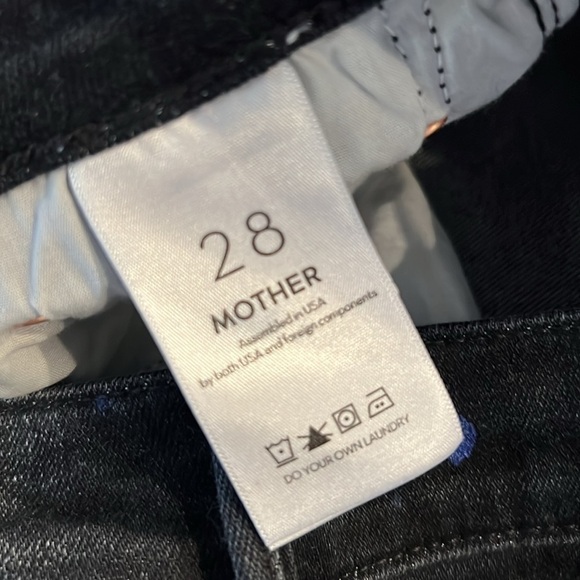 28
MOTHER
Assembled in USA
by both USA and foreign components
DO YOUR OWN LAUNDRY